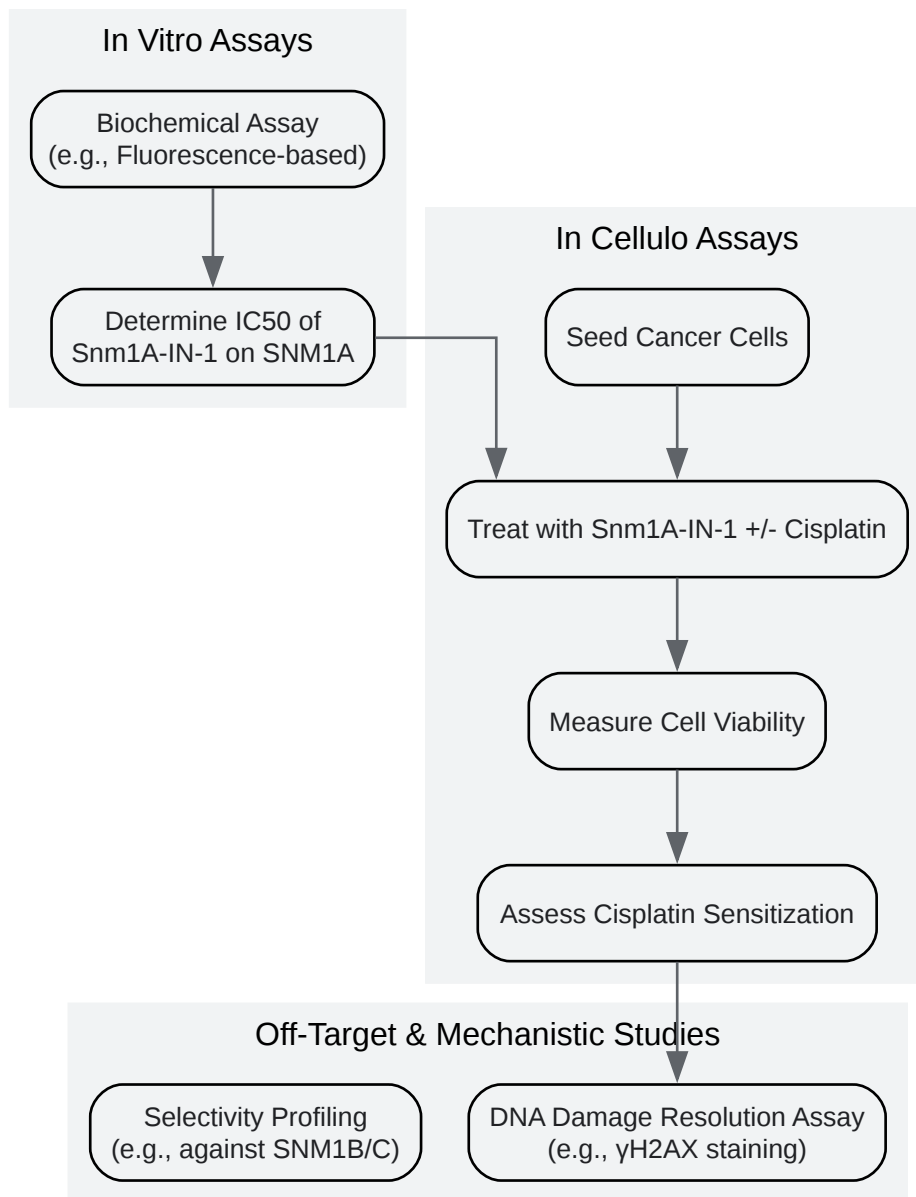 In Vitro Assays
Biochemical Assay
(e.g., Fluorescence-based)
Determine IC50 of
Snm1A-IN-1 on SNM1A
In Cellulo Assays
Seed Cancer Cells
Treat with Snm1A-IN-1 +/- Cisplatin
Measure Cell Viability
Assess Cisplatin Sensitization
Off-Target & Mechanistic Studies
Selectivity Profiling
(e.g., against SNM1B/C)
DNA Damage Resolution Assay
(e.g., γH2AX staining)